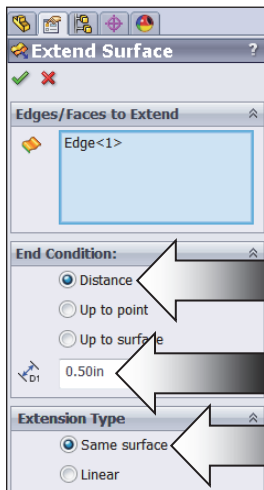 Extend Surface ?
Edges/Faces to Extend
Edge<1>
End Condition:
Distance
Up to point
Up to surface
D1 0.50in
Extension Type
Same surface
Linear